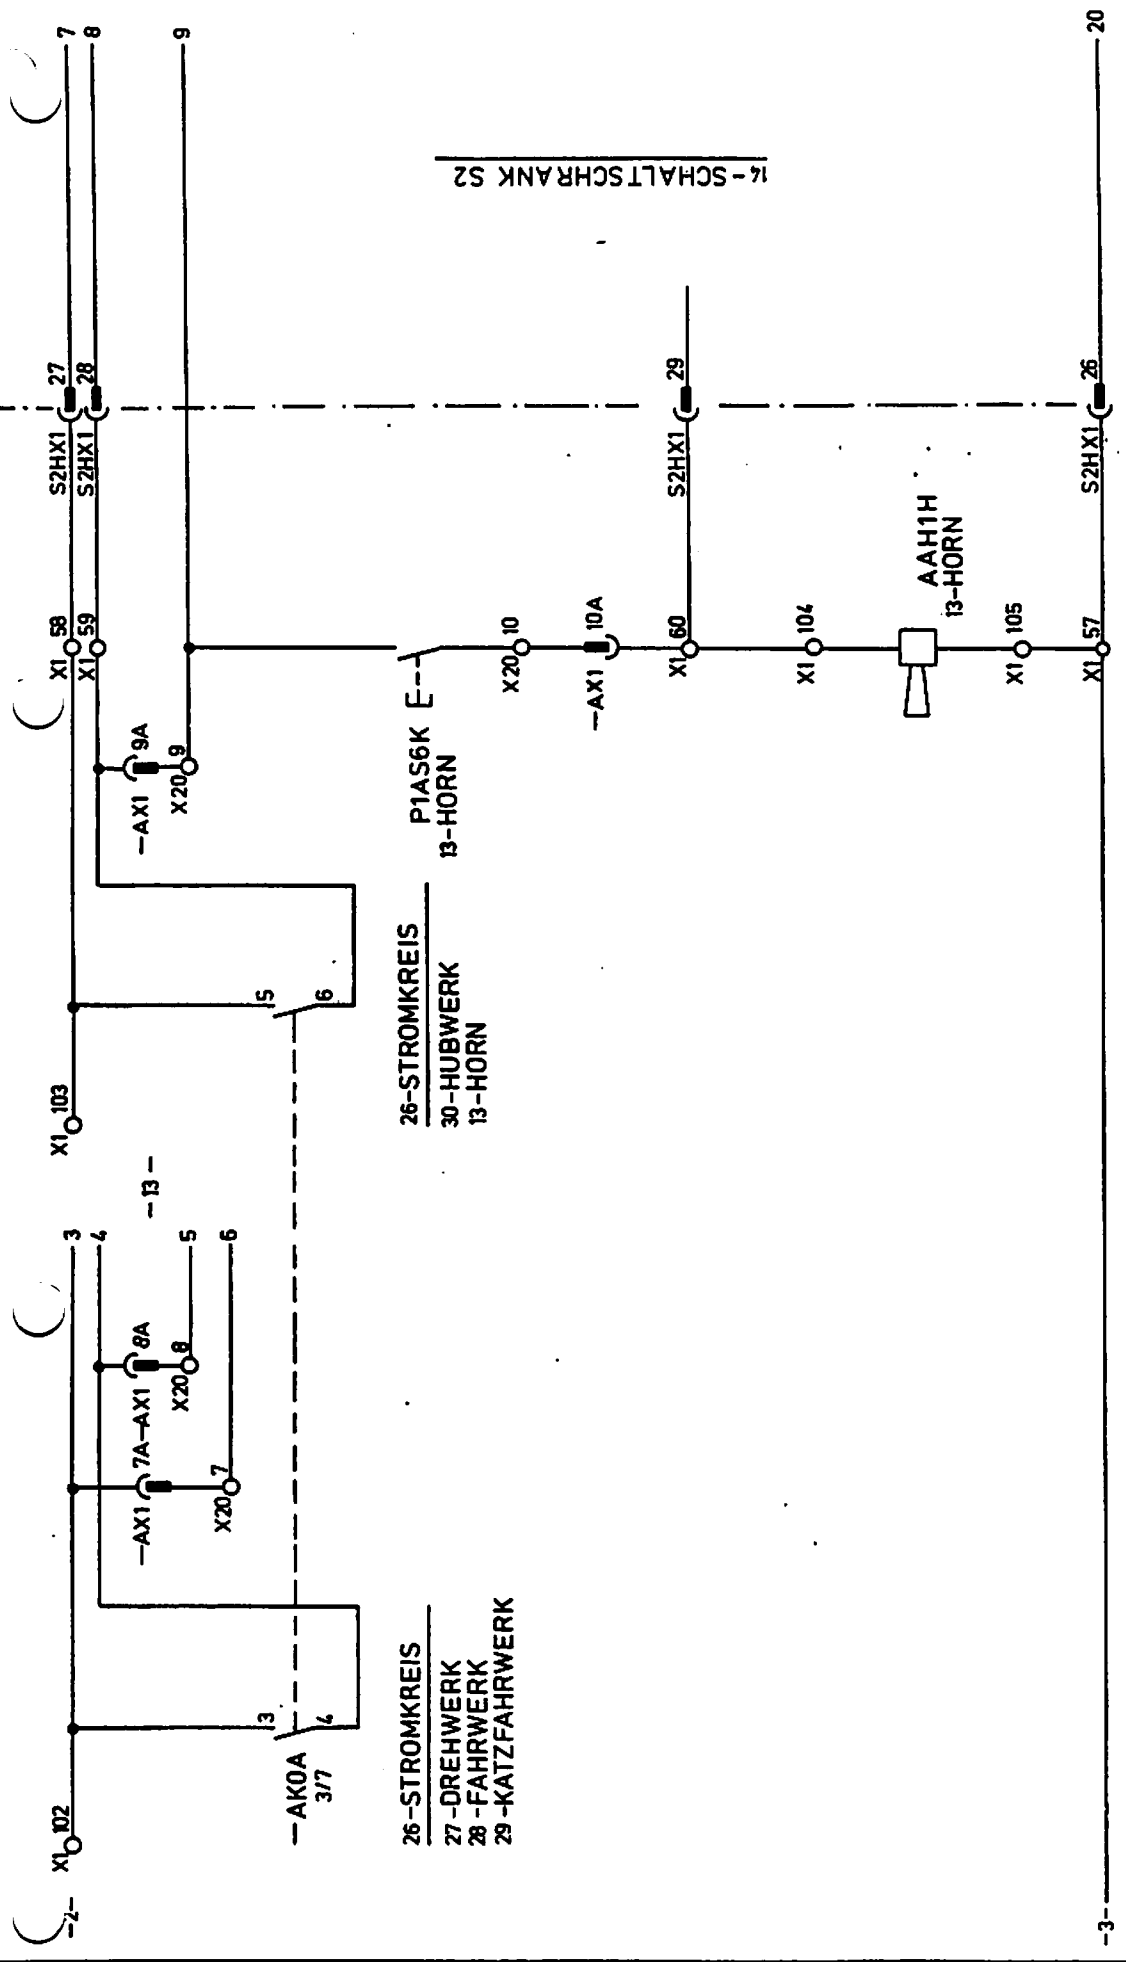 -2-
X1 102
3
4
-AK0A
3/7
26-STROMKREIS
27-DREHWERK
28-FAHRWERK
29-KATZFAHRWERK
-AX1 7A
X20 7
-AX1 8A
X20 8
3
4
5
6
-13-
X1 103
5
6
26-STROMKREIS
30-HUBWERK
13-HORN
-AX1 9A
X20 9
X1 58
X1 59
P1AS6K
13-HORN
X20 10
-AX1 10A
X1 60
X1 104
AAH1H
13-HORN
X1 105
X1 57
S2HX1 27
S2HX1 28
S2HX1 29
S2HX1 26
7
8
9
14-SCHALTSCHRANK S2
-3-
20